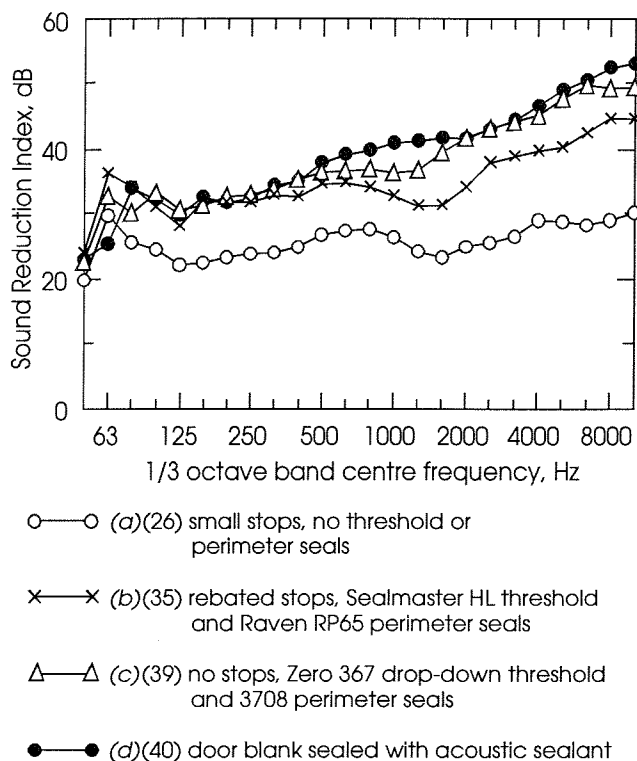 60
40
20
0
Sound Reduction Index, dB
63 125 250 500 1000 2000 4000 8000
1/3 octave band centre frequency, Hz
(a)(26) small stops, no threshold or
perimeter seals
(b)(35) rebated stops, Sealmaster HL threshold
and Raven RP65 perimeter seals
(c)(39) no stops, Zero 367 drop-down threshold
and 3708 perimeter seals
(d)(40) door blank sealed with acoustic sealant